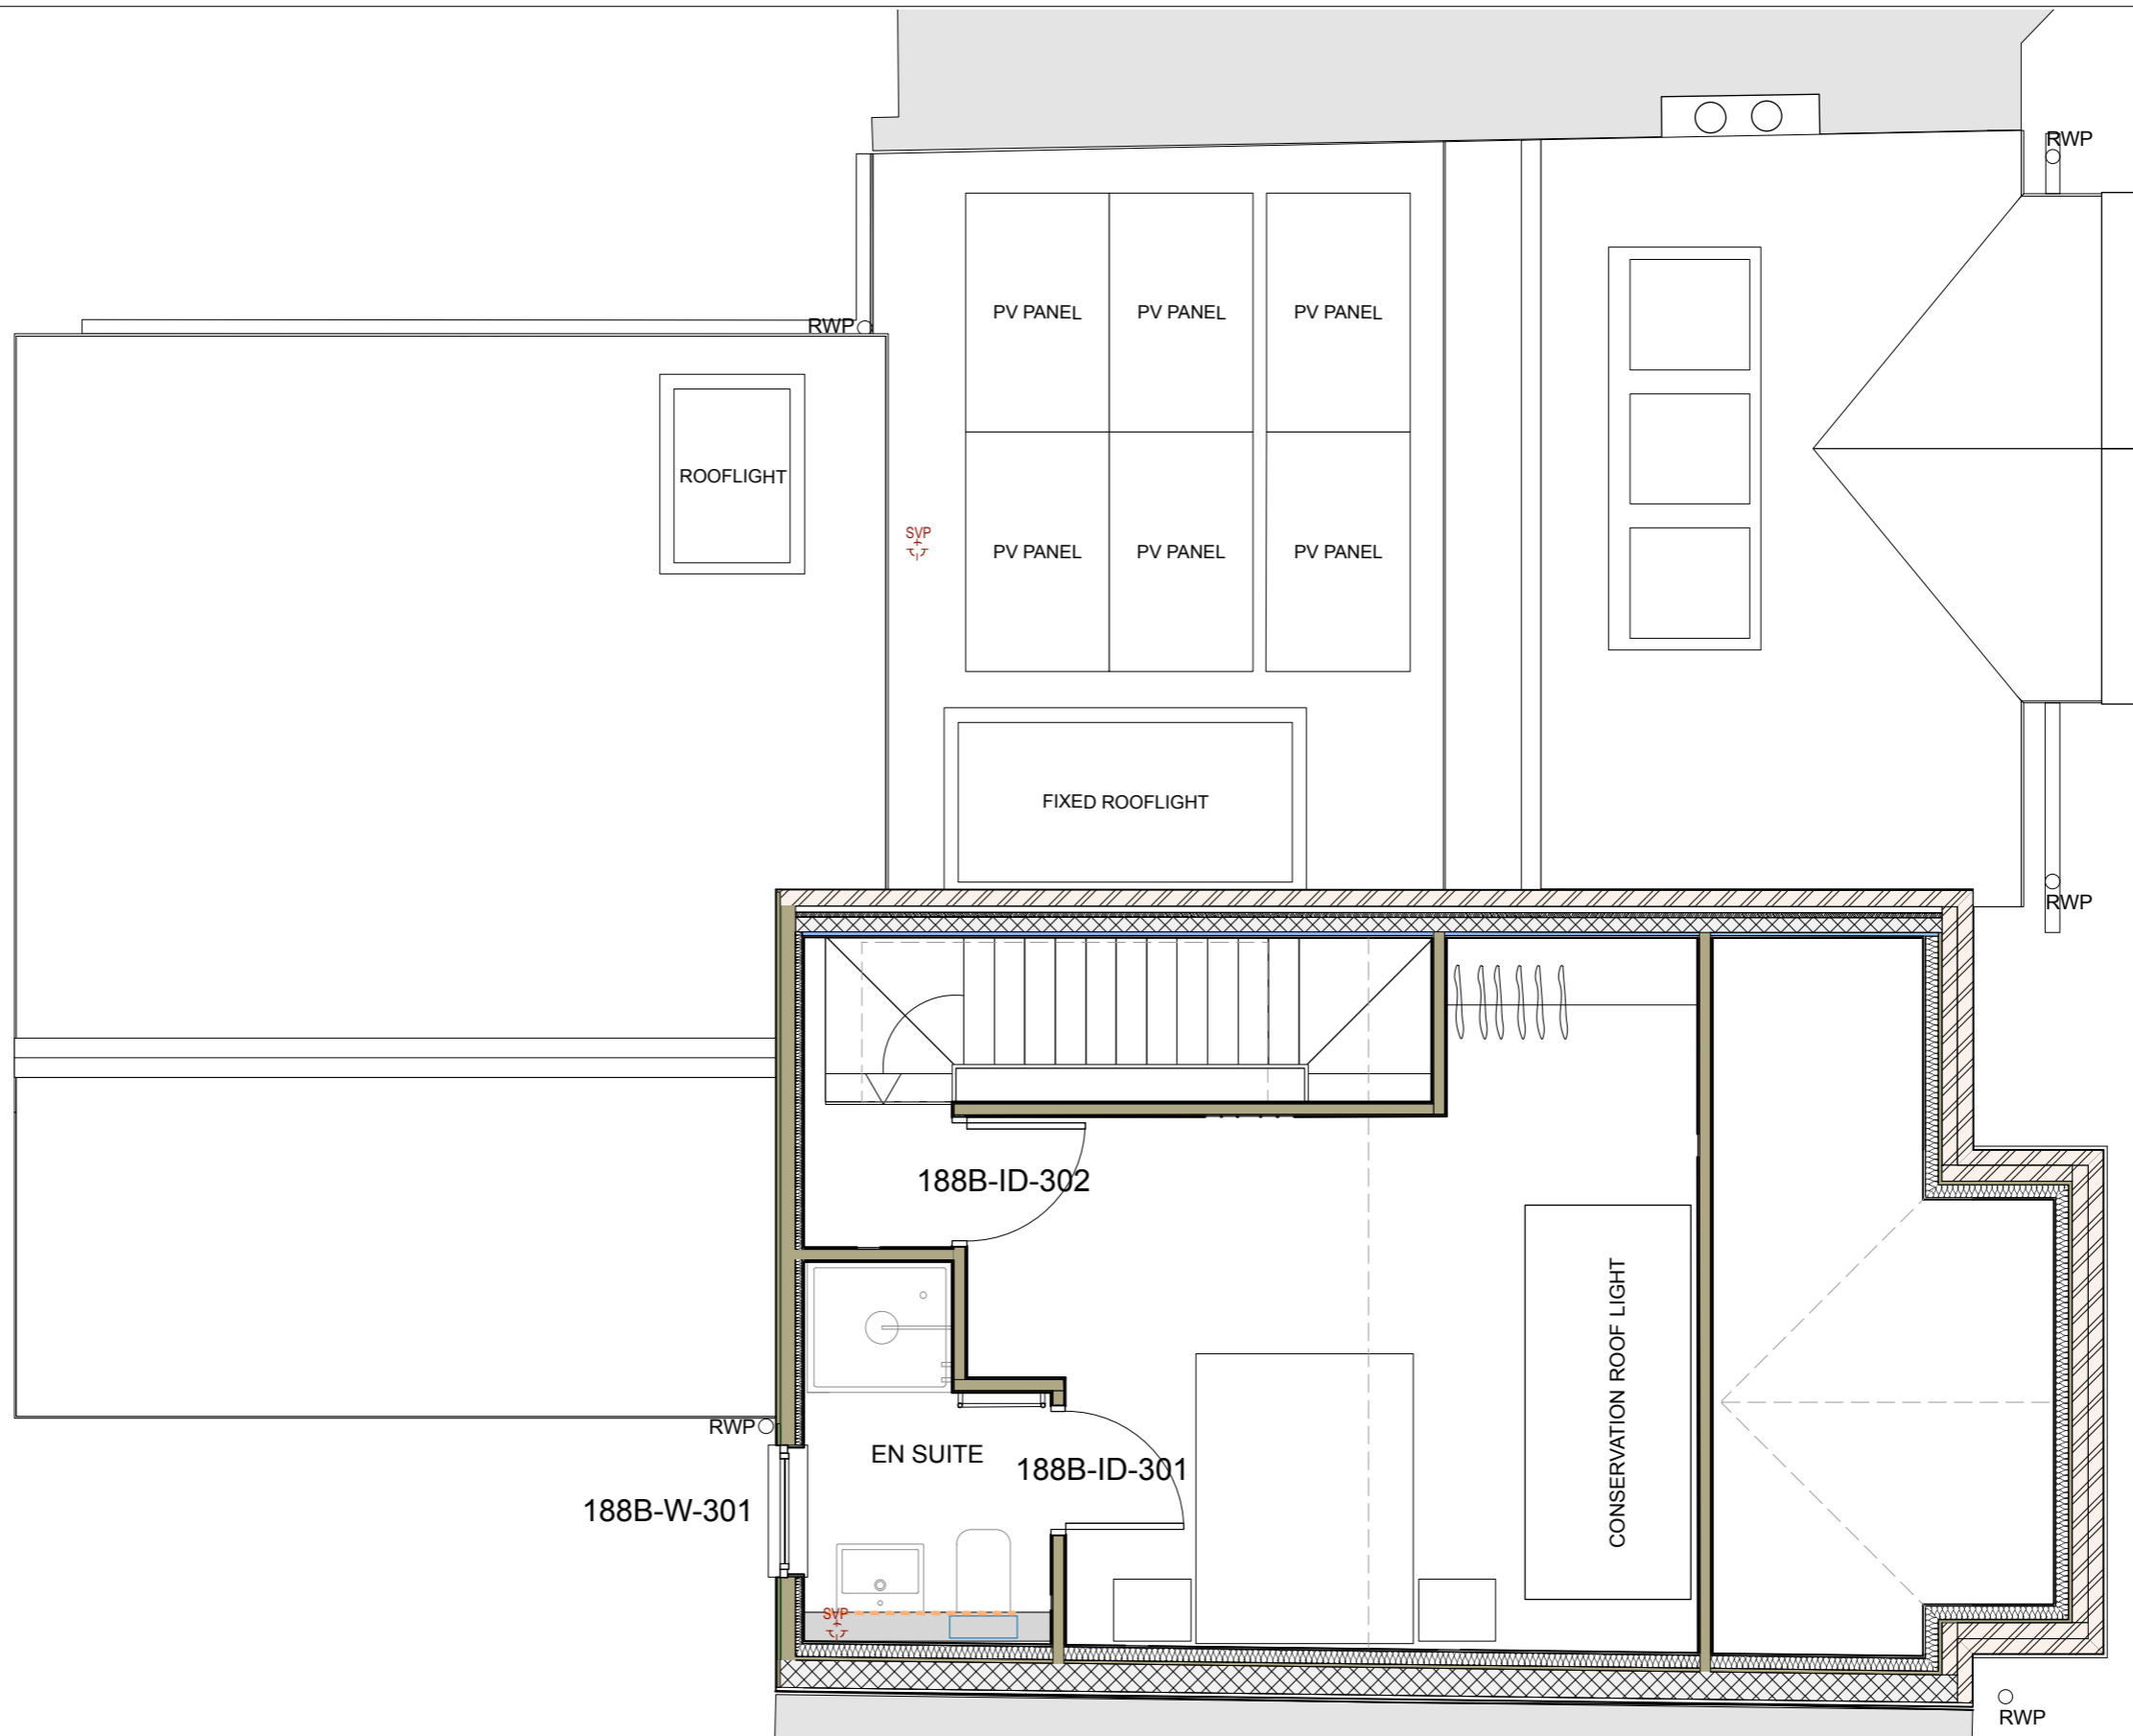 RWP
RWP
PV PANEL
PV PANEL
PV PANEL
ROOFLIGHT
SVP
PV PANEL
PV PANEL
PV PANEL
FIXED ROOFLIGHT
RWP
188B-ID-302
CONSERVATION ROOF LIGHT
RWP
EN SUITE
188B-ID-301
188B-W-301
SVP
RWP